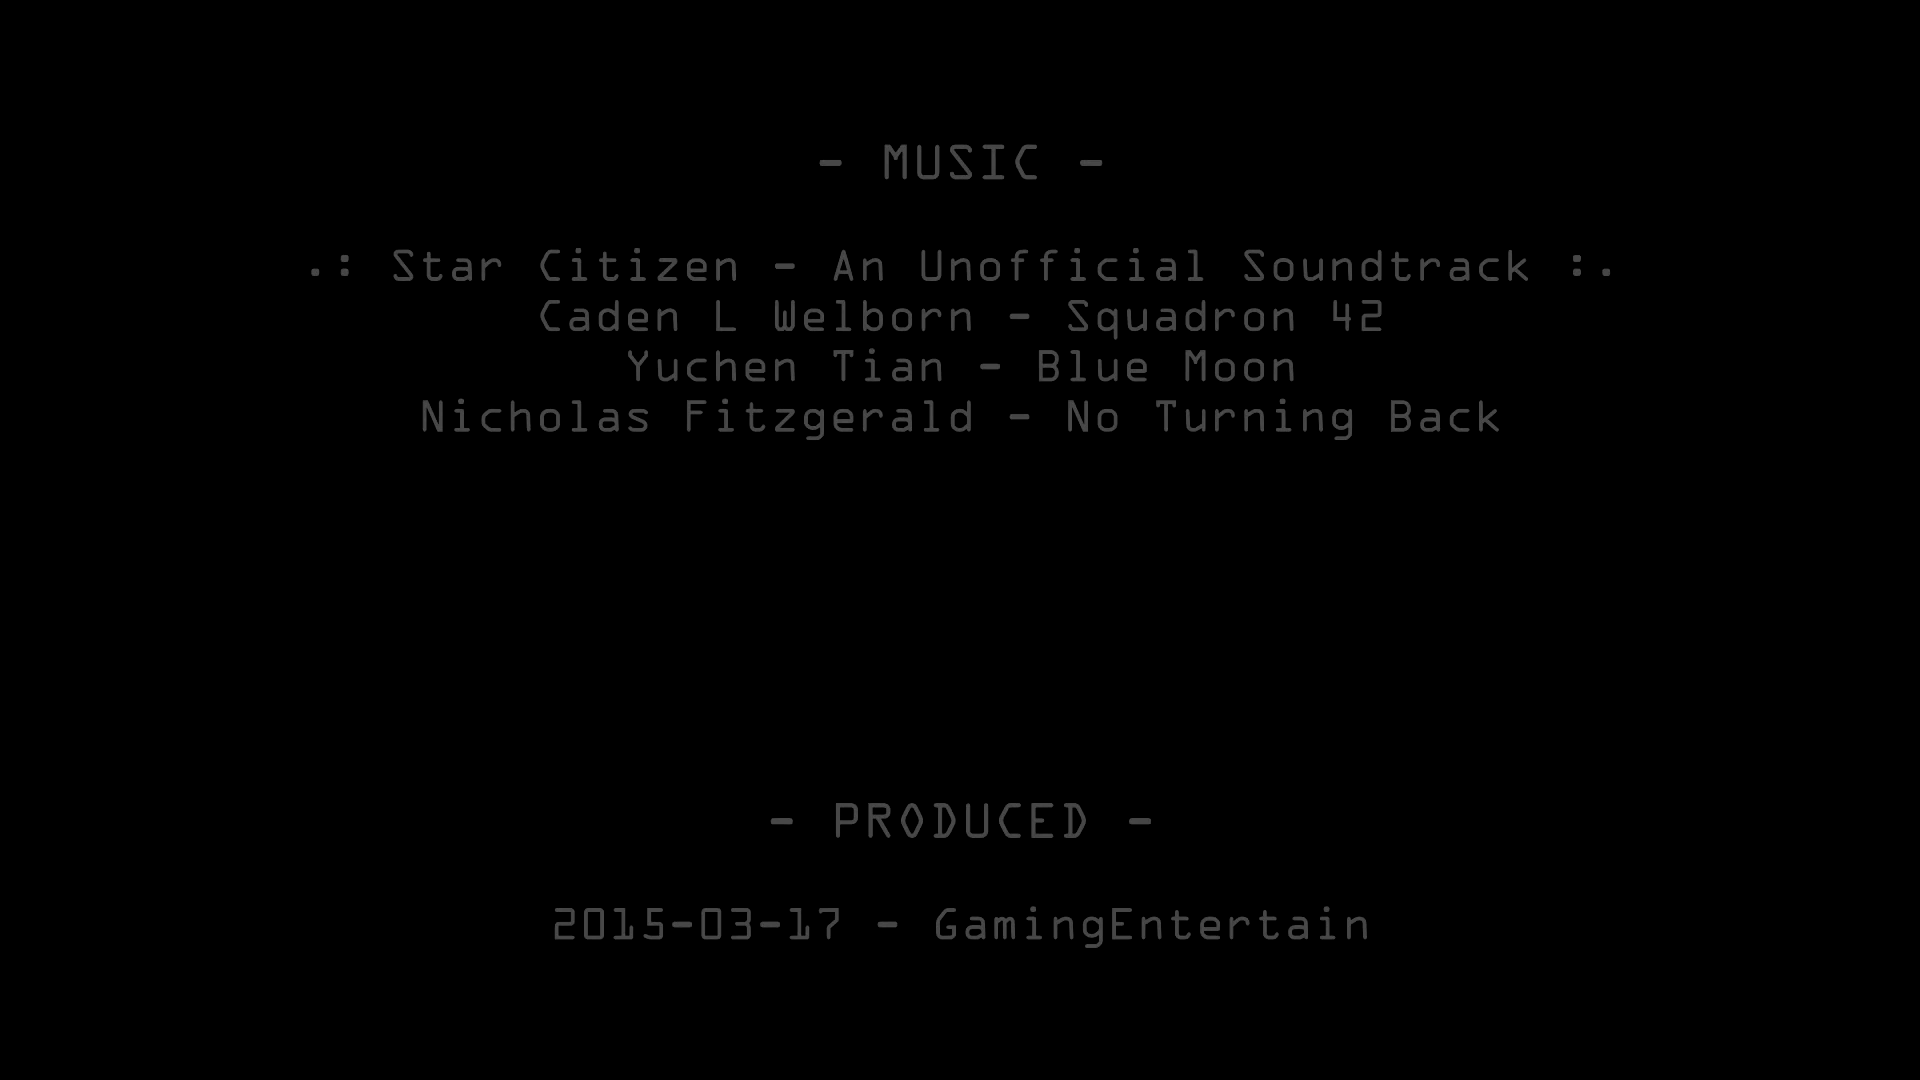 - MUSIC -
.: Star Citizen - An Unofficial Soundtrack :.
Caden L Welborn - Squadron 42
Yuchen Tian - Blue Moon
Nicholas Fitzgerald - No Turning Back
- PRODUCED -
2015-03-17 - GamingEntertain